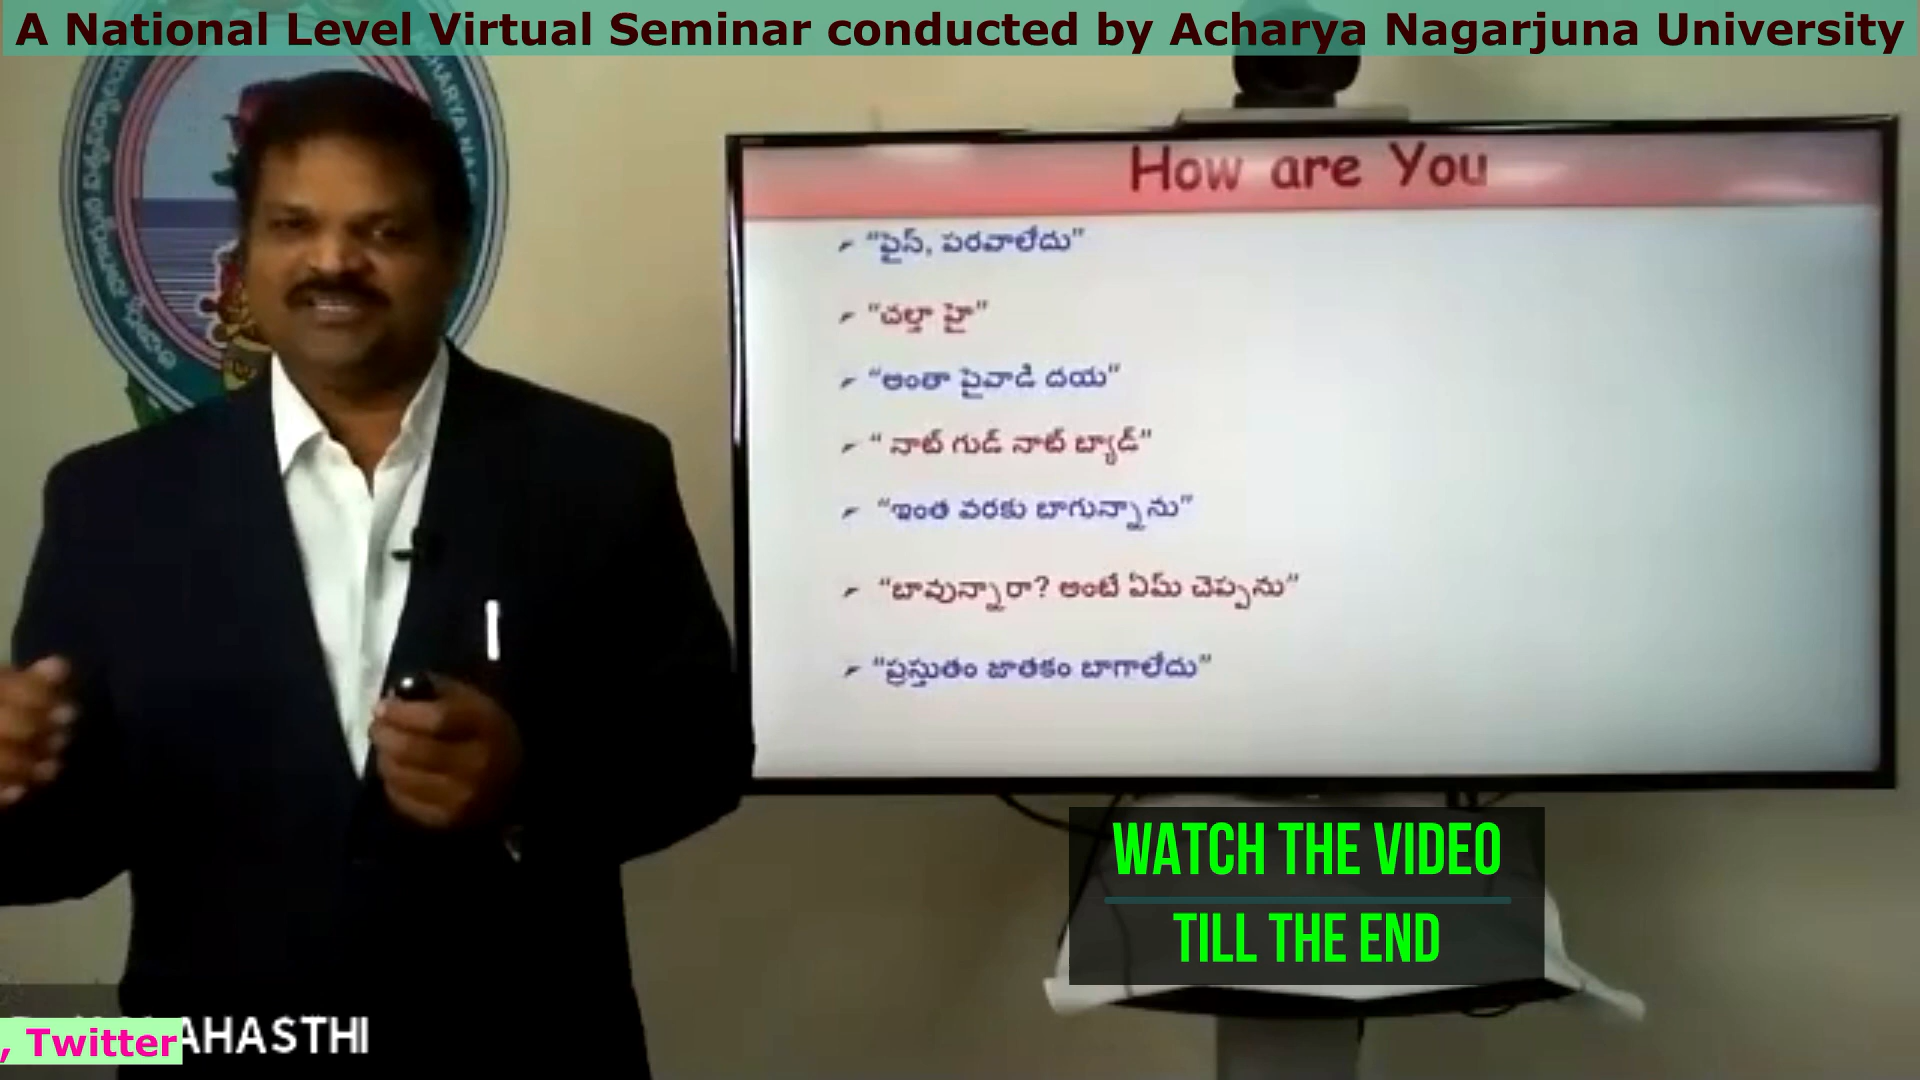 A National Level Virtual Seminar conducted by Acharya Nagarjuna University
How are You
"ఫైన్, పరవాలేదు"
"చల్తా హై"
"అంతా పైవాడి దయ"
" నాట్ గుడ్ నాట్ బ్యాడ్"
"ఇంత వరకు బాగున్నాను"
"బావున్నారా? అంటే ఏమ్ చెప్పను"
"ప్రస్తుతం జాతకం బాగాలేదు"
WATCH THE VIDEO
TILL THE END
AHASTHI
, Twitter